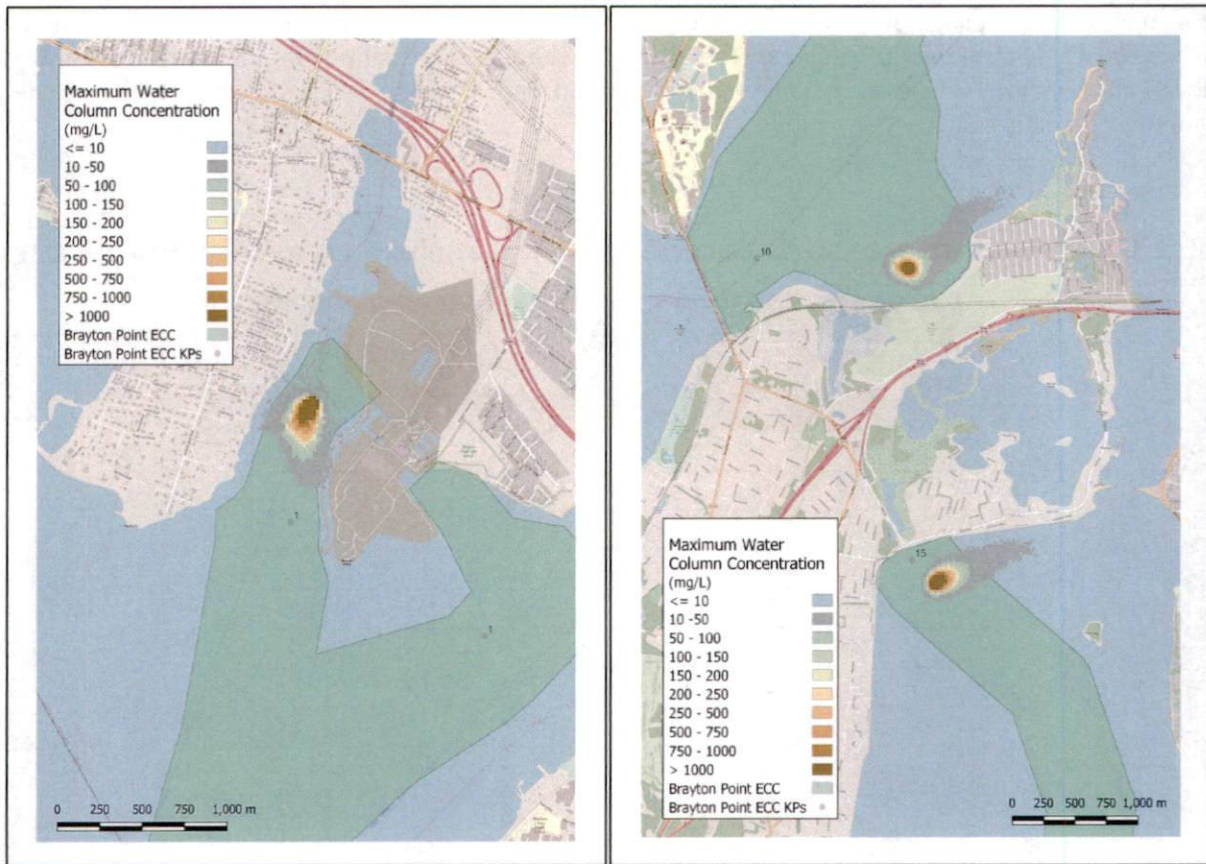 Maximum Water
Column Concentration
(mg/L)
<= 10
10 -50
50 - 100
100 - 150
150 - 200
200 - 250
250 - 500
500 - 750
750 - 1000
> 1000
Brayton Point ECC
Brayton Point ECC KPs
1
1
0 250 500 750 1,000 m
10
15
Maximum Water
Column Concentration
(mg/L)
<= 10
10 -50
50 - 100
100 - 150
150 - 200
200 - 250
250 - 500
500 - 750
750 - 1000
> 1000
Brayton Point ECC
Brayton Point ECC KPs
0 250 500 750 1,000 m